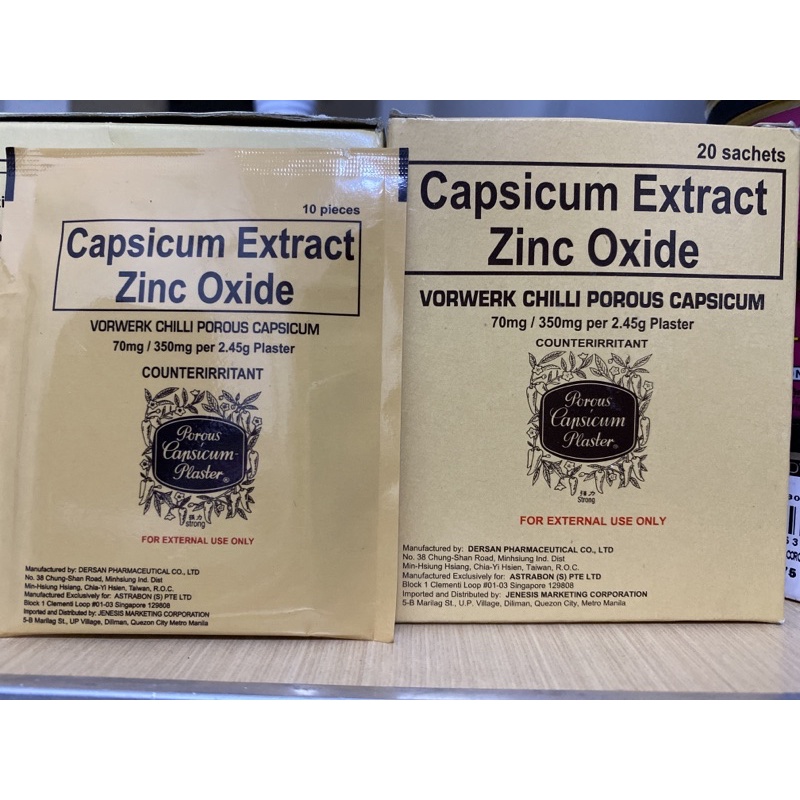 10 pieces
Capsicum Extract
Zinc Oxide
VORWERK CHILLI POROUS CAPSICUM
70mg / 350mg per 2.45g Plaster
COUNTERIRRITANT
Porous
Capsicum
Plaster®
強力
strong
FOR EXTERNAL USE ONLY
Manufactured by: DERSAN PHARMACEUTICAL CO., LTD
No. 38 Chung-Shan Road, Minhsiung Ind. Dist
Min-Hsiung Hsiang, Chia-Yi Hsien, Taiwan, R.O.C.
Manufactured Exclusively for: ASTRABON (S) PTE LTD
Block 1 Clementi Loop #01-03 Singapore 129808
Imported and Distributed by: JENESIS MARKETING CORPORATION
5-B Marilag St., UP Village, Diliman, Quezon City Metro Manila
20 sachets
Capsicum Extract
Zinc Oxide
VORWERK CHILLI POROUS CAPSICUM
70mg / 350mg per 2.45g Plaster
COUNTERIRRITANT
Porous
Capsicum
Plaster®
強力
Strong
FOR EXTERNAL USE ONLY
Manufactured by: DERSAN PHARMACEUTICAL CO., LTD
No. 38 Chung-Shan Road, Minhsiung Ind. Dist
Min-Hsiung Hsiang, Chia-Yi Hsien, Taiwan, R.O.C.
Manufactured Exclusively for: ASTRABON (S) PTE LTD
Block 1 Clementi Loop #01-03 Singapore 129808
Imported and Distributed by: JENESIS MARKETING CORPORATION
5-B Marilag St., U.P. Village, Diliman, Quezon City, Metro Manila